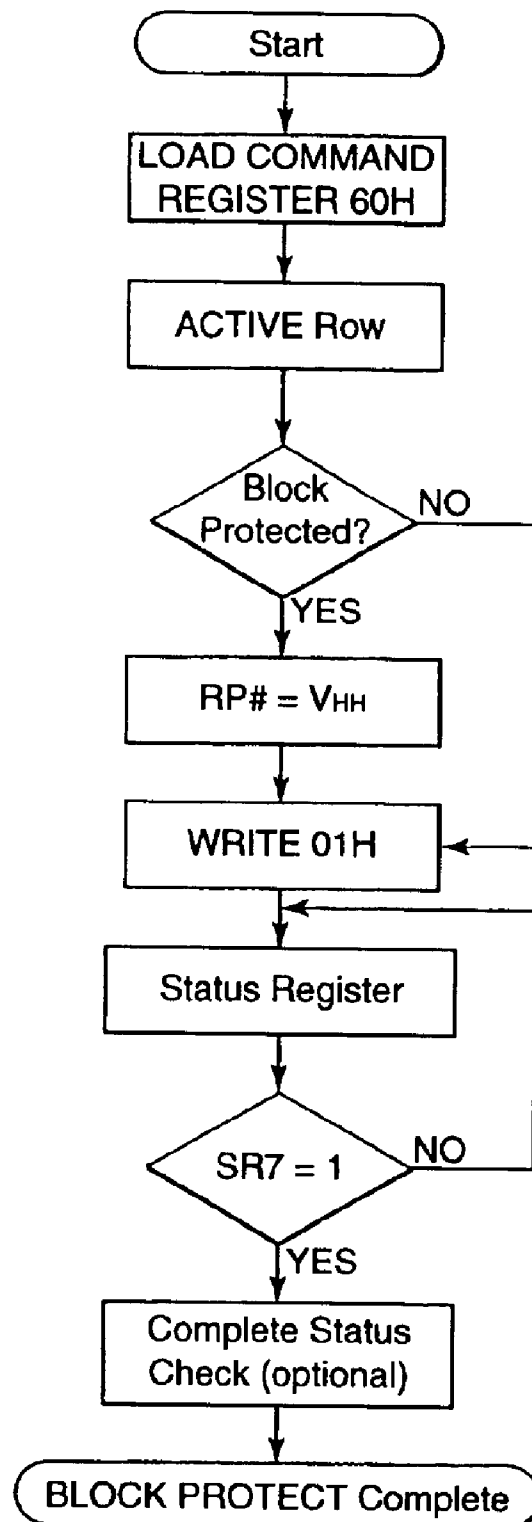 Start
LOAD COMMAND
REGISTER 60H
ACTIVE Row
Block
Protected?
NO
YES
RP# = VHH
WRITE 01H
Status Register
SR7 = 1
NO
YES
Complete Status
Check (optional)
BLOCK PROTECT Complete